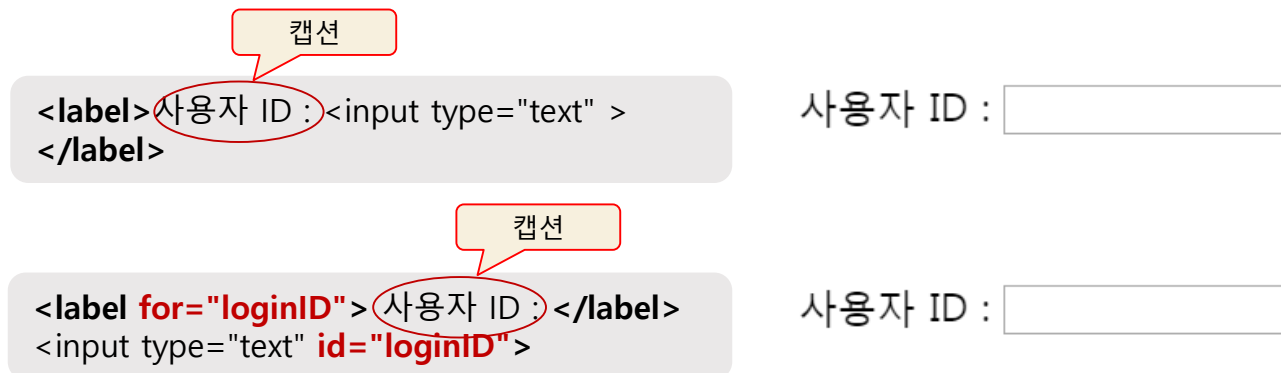 캡션
<label>사용자 ID : <input type="text" >
</label>
사용자 ID :
캡션
<label for="loginID"> 사용자 ID : </label>
<input type="text" id="loginID">
사용자 ID :